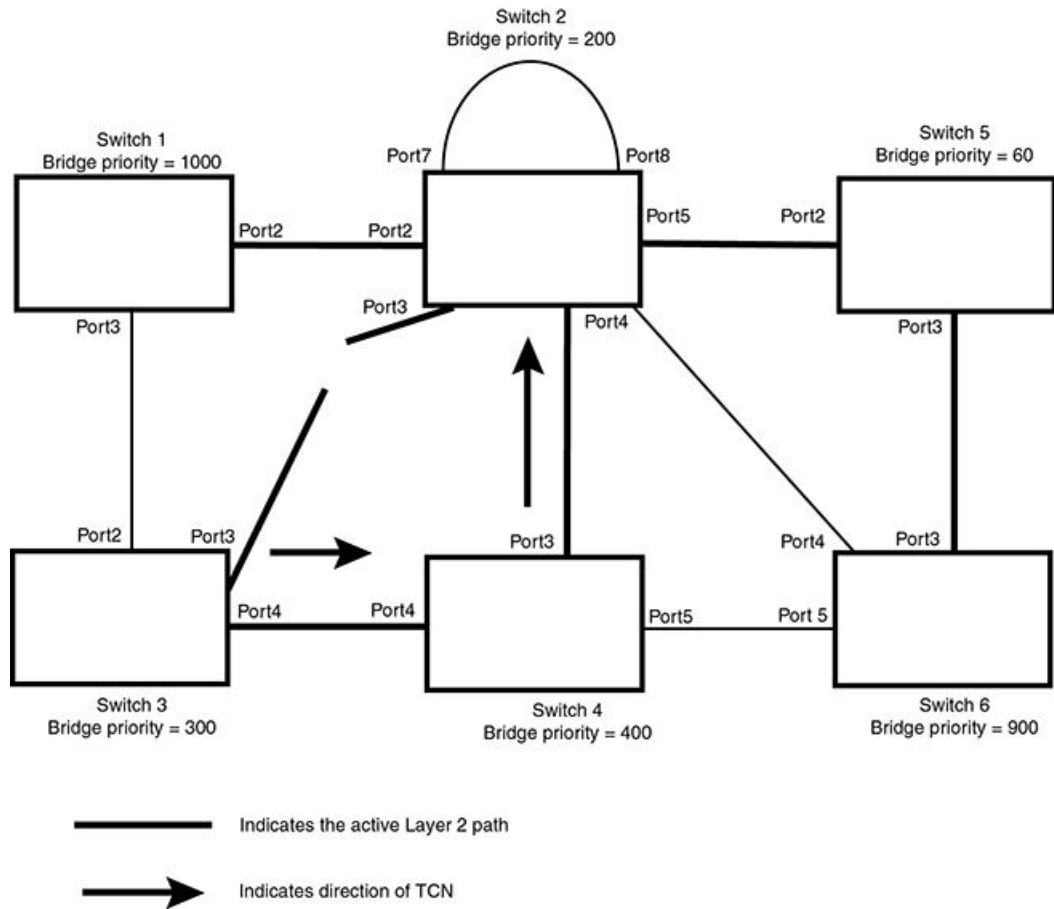 Switch 2
Bridge priority = 200
Switch 1
Bridge priority = 1000
Switch 5
Bridge priority = 60
Port7
Port8
Port2
Port2
Port5
Port2
Port3
Port3
Port4
Port3
Port2
Port3
Port3
Port4
Port3
Port4
Port4
Port5
Port 5
Switch 3
Bridge priority = 300
Switch 4
Bridge priority = 400
Switch 6
Bridge priority = 900
Indicates the active Layer 2 path
Indicates direction of TCN